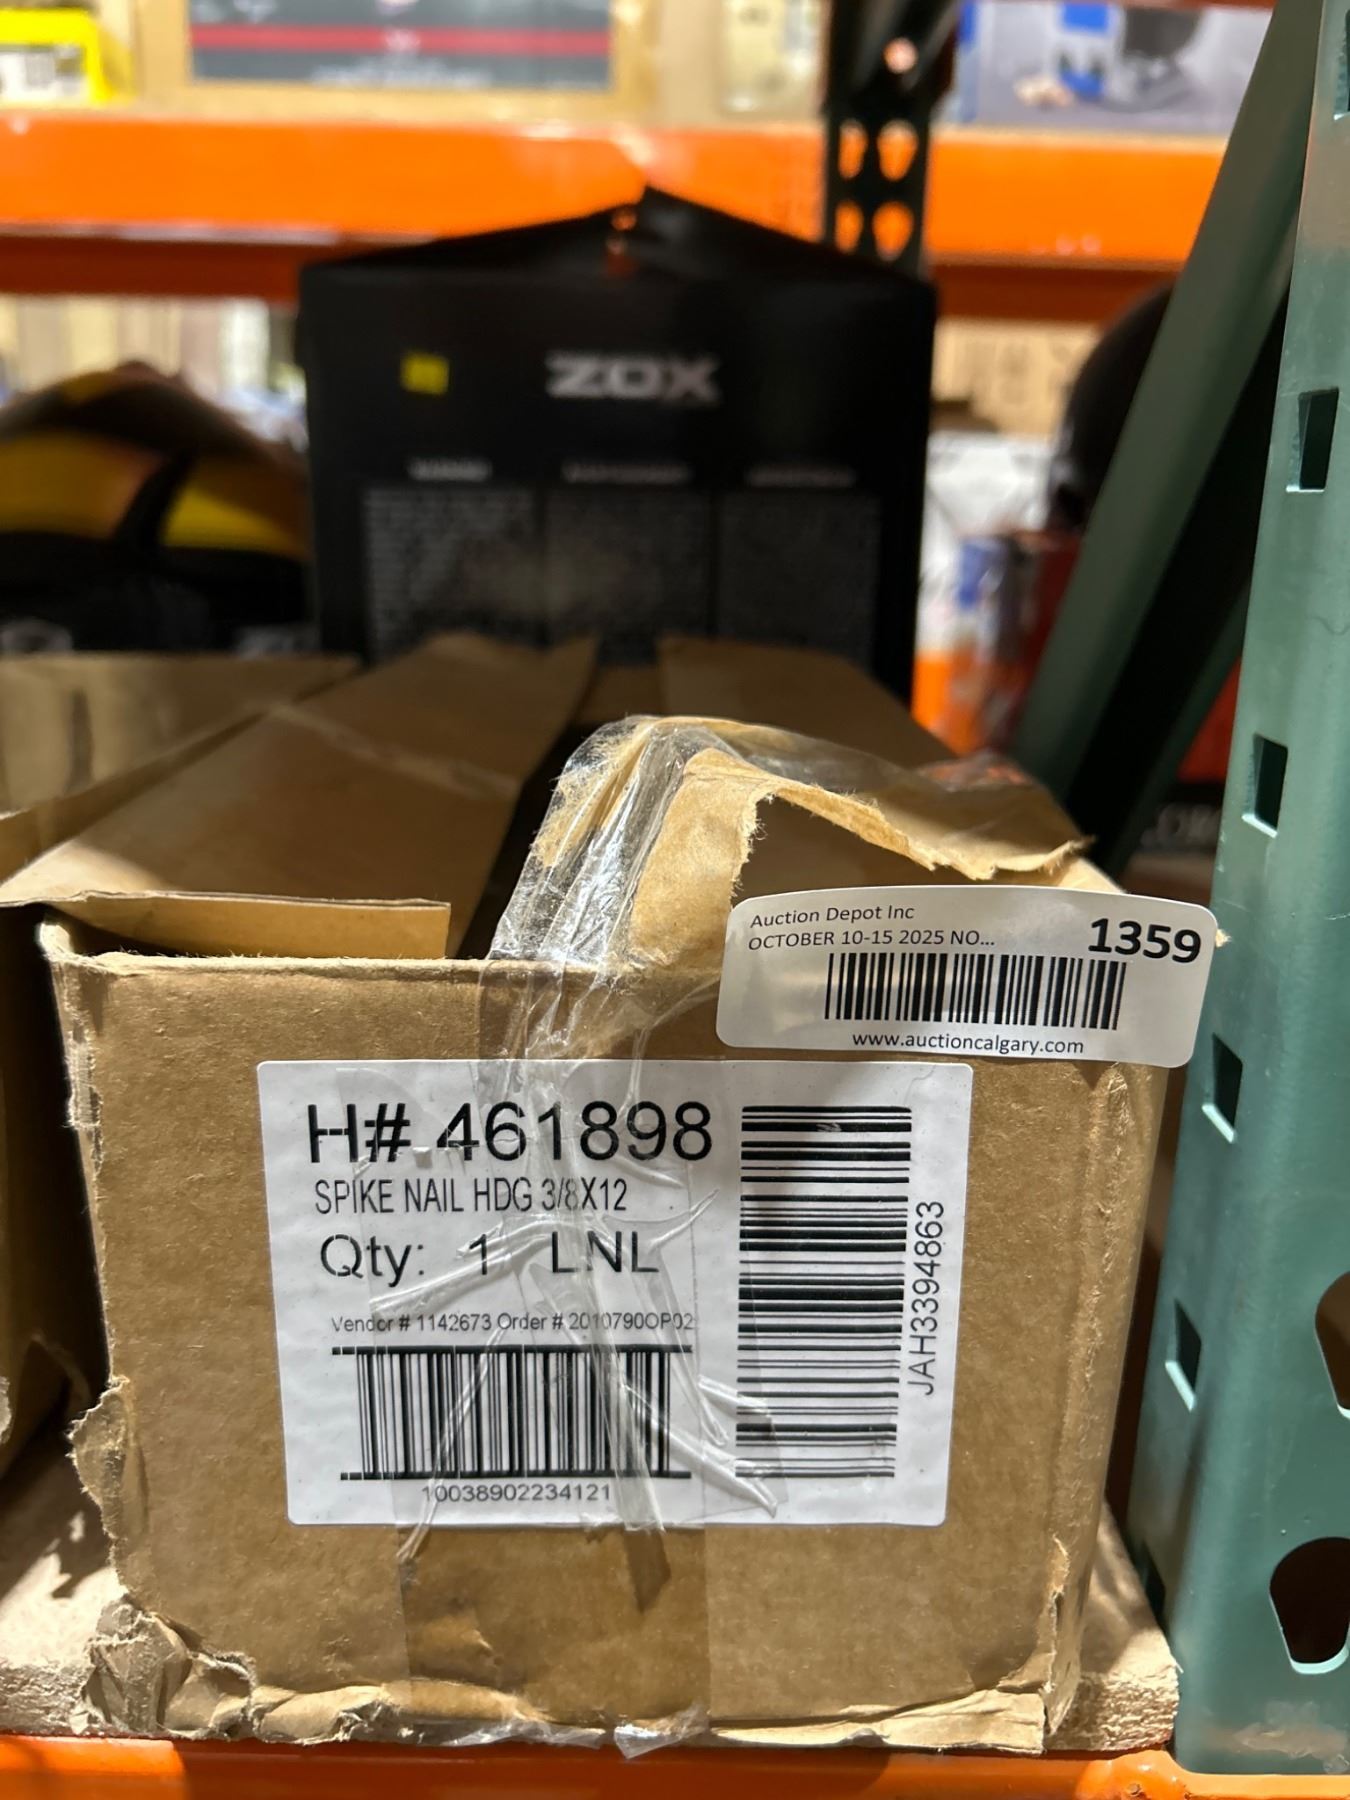 ZOX
Auction Depot Inc
OCTOBER 10-15 2025 NO...
1359
www.auctioncalgary.com
H# 461898
SPIKE NAIL HDG 3/8X12
Qty: 1 LNL
Vendor # 1142673 Order # 2010790OP02
10038902234121
JAH3394863